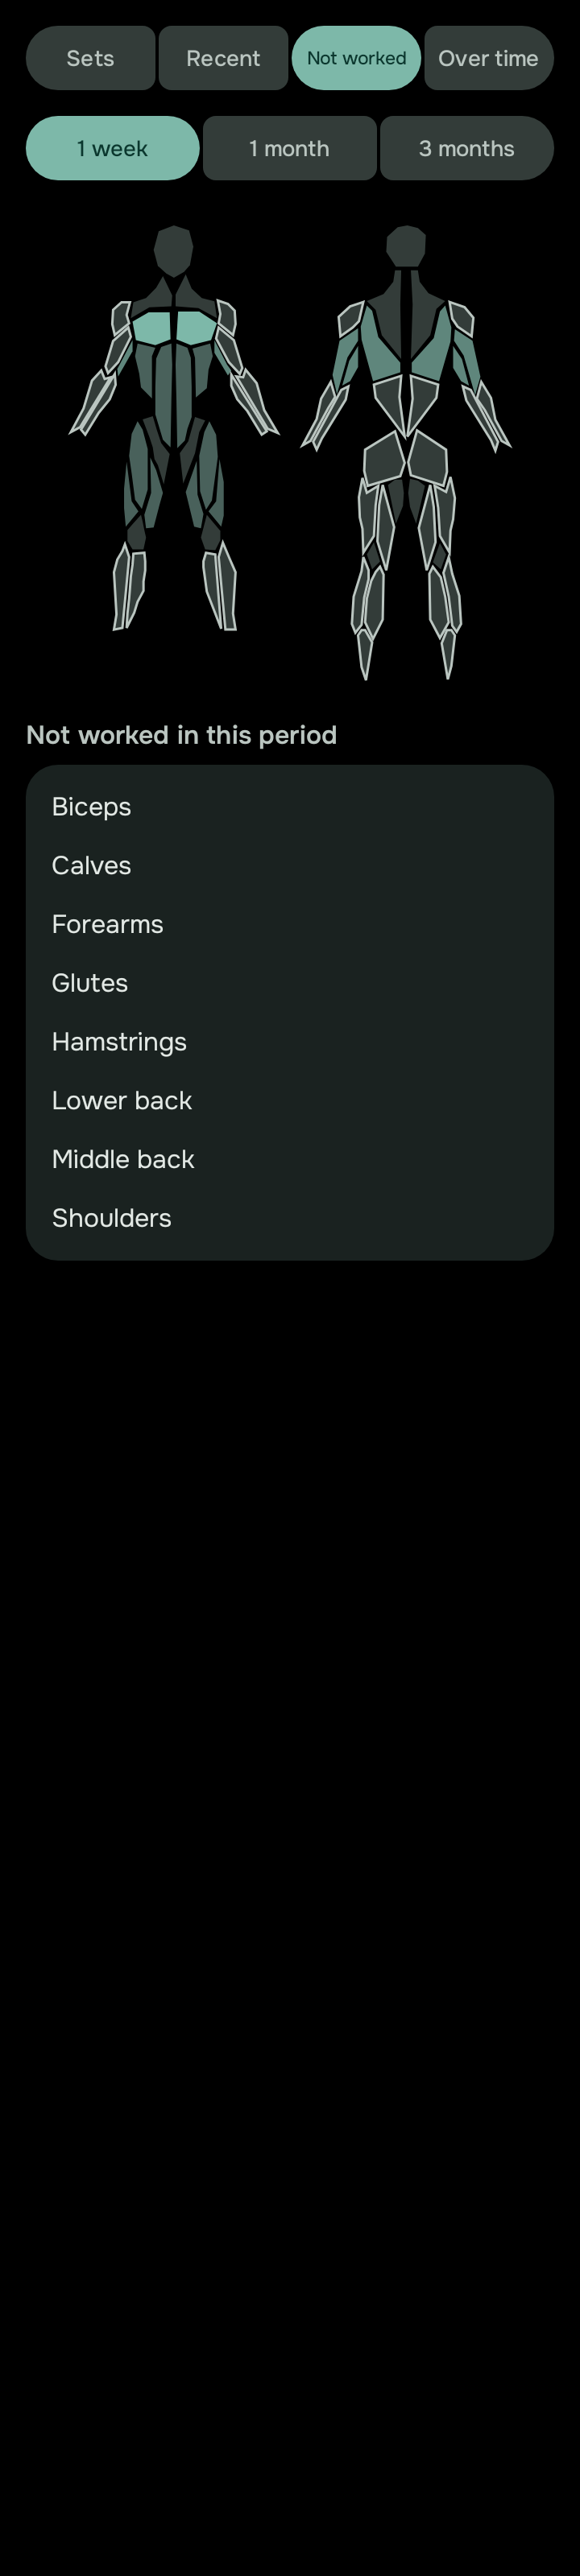 Sets
Recent
Not worked
Over time
1 week
1 month
3 months
Not worked in this period
Biceps
Calves
Forearms
Glutes
Hamstrings
Lower back
Middle back
Shoulders